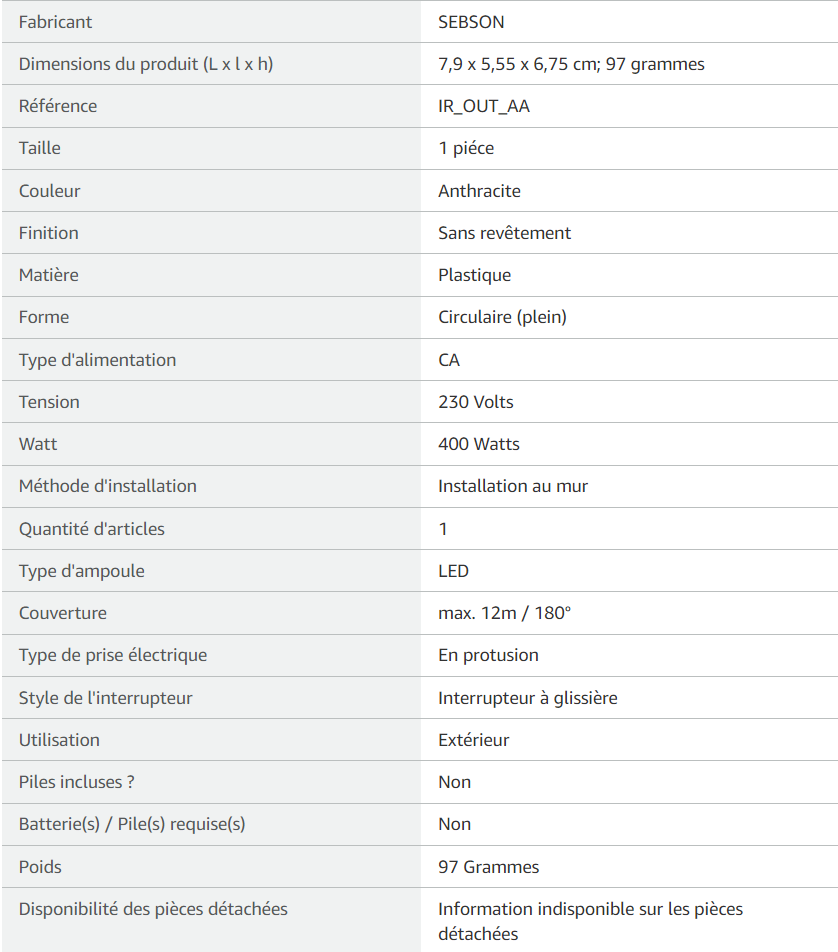 Fabricant SEBSON
Dimensions du produit (L x l x h) 7,9 x 5,55 x 6,75 cm; 97 grammes
Référence IR_OUT_AA
Taille 1 piéce
Couleur Anthracite
Finition Sans revêtement
Matière Plastique
Forme Circulaire (plein)
Type d'alimentation CA
Tension 230 Volts
Watt 400 Watts
Méthode d'installation Installation au mur
Quantité d'articles 1
Type d'ampoule LED
Couverture max. 12m / 180°
Type de prise électrique En protusion
Style de l'interrupteur Interrupteur à glissière
Utilisation Extérieur
Piles incluses ? Non
Batterie(s) / Pile(s) requise(s) Non
Poids 97 Grammes
Disponibilité des pièces détachées Information indisponible sur les pièces
détachées